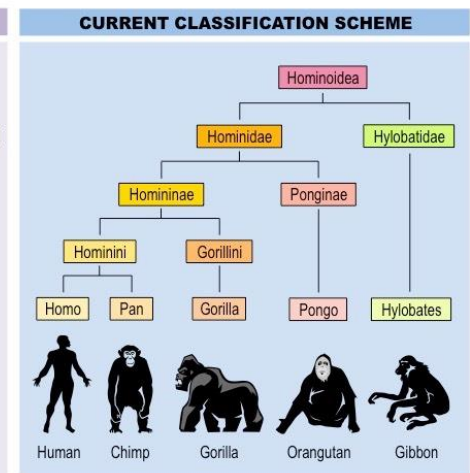 CURRENT CLASSIFICATION SCHEME
Hominoidea
Hominidae
Hylobatidae
Homininae
Ponginae
Hominini
Gorillini
Homo
Pan
Gorilla
Pongo
Hylobates
Human
Chimp
Gorilla
Orangutan
Gibbon